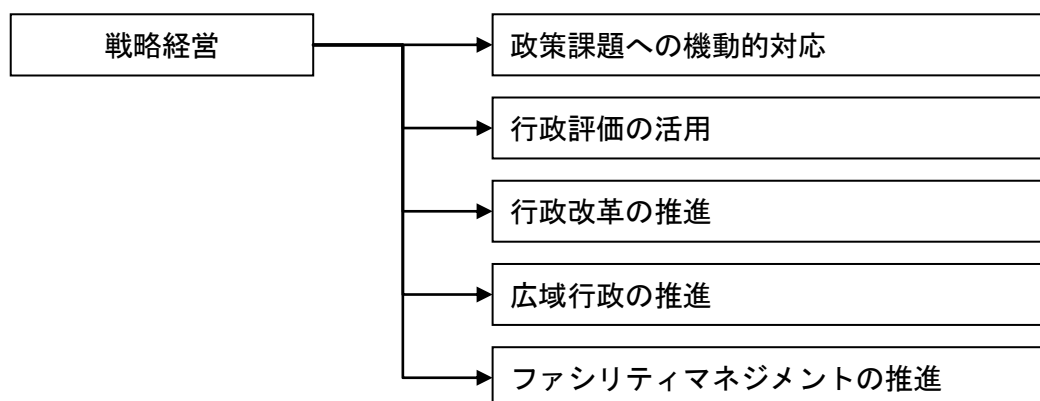 戦略経営
政策課題への機動的対応
行政評価の活用
行政改革の推進
広域行政の推進
ファシリティマネジメントの推進